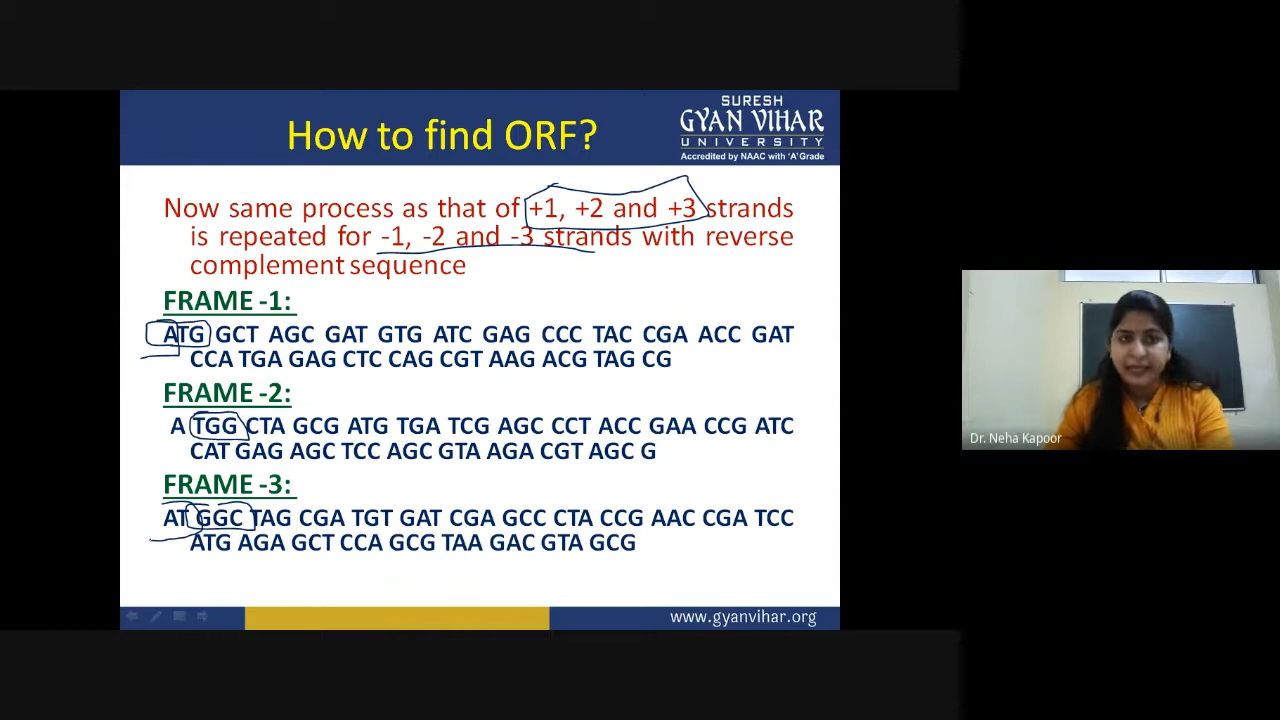 How to find ORF?
SURESH
GYAN VIHAR
UNIVERSITY
Accredited by NAAC with 'A' Grade
Now same process as that of +1, +2 and +3 strands
is repeated for -1, -2 and -3 strands with reverse
complement sequence
FRAME -1:
ATG GCT AGC GAT GTG ATC GAG CCC TAC CGA ACC GAT
CCA TGA GAG CTC CAG CGT AAG ACG TAG CG
FRAME -2:
A TGG CTA GCG ATG TGA TCG AGC CCT ACC GAA CCG ATC
CAT GAG AGC TCC AGC GTA AGA CGT AGC G
FRAME -3:
AT GGC TAG CGA TGT GAT CGA GCC CTA CCG AAC CGA TCC
ATG AGA GCT CCA GCG TAA GAC GTA GCG
www.gyanvihar.org
Dr. Neha Kapoor